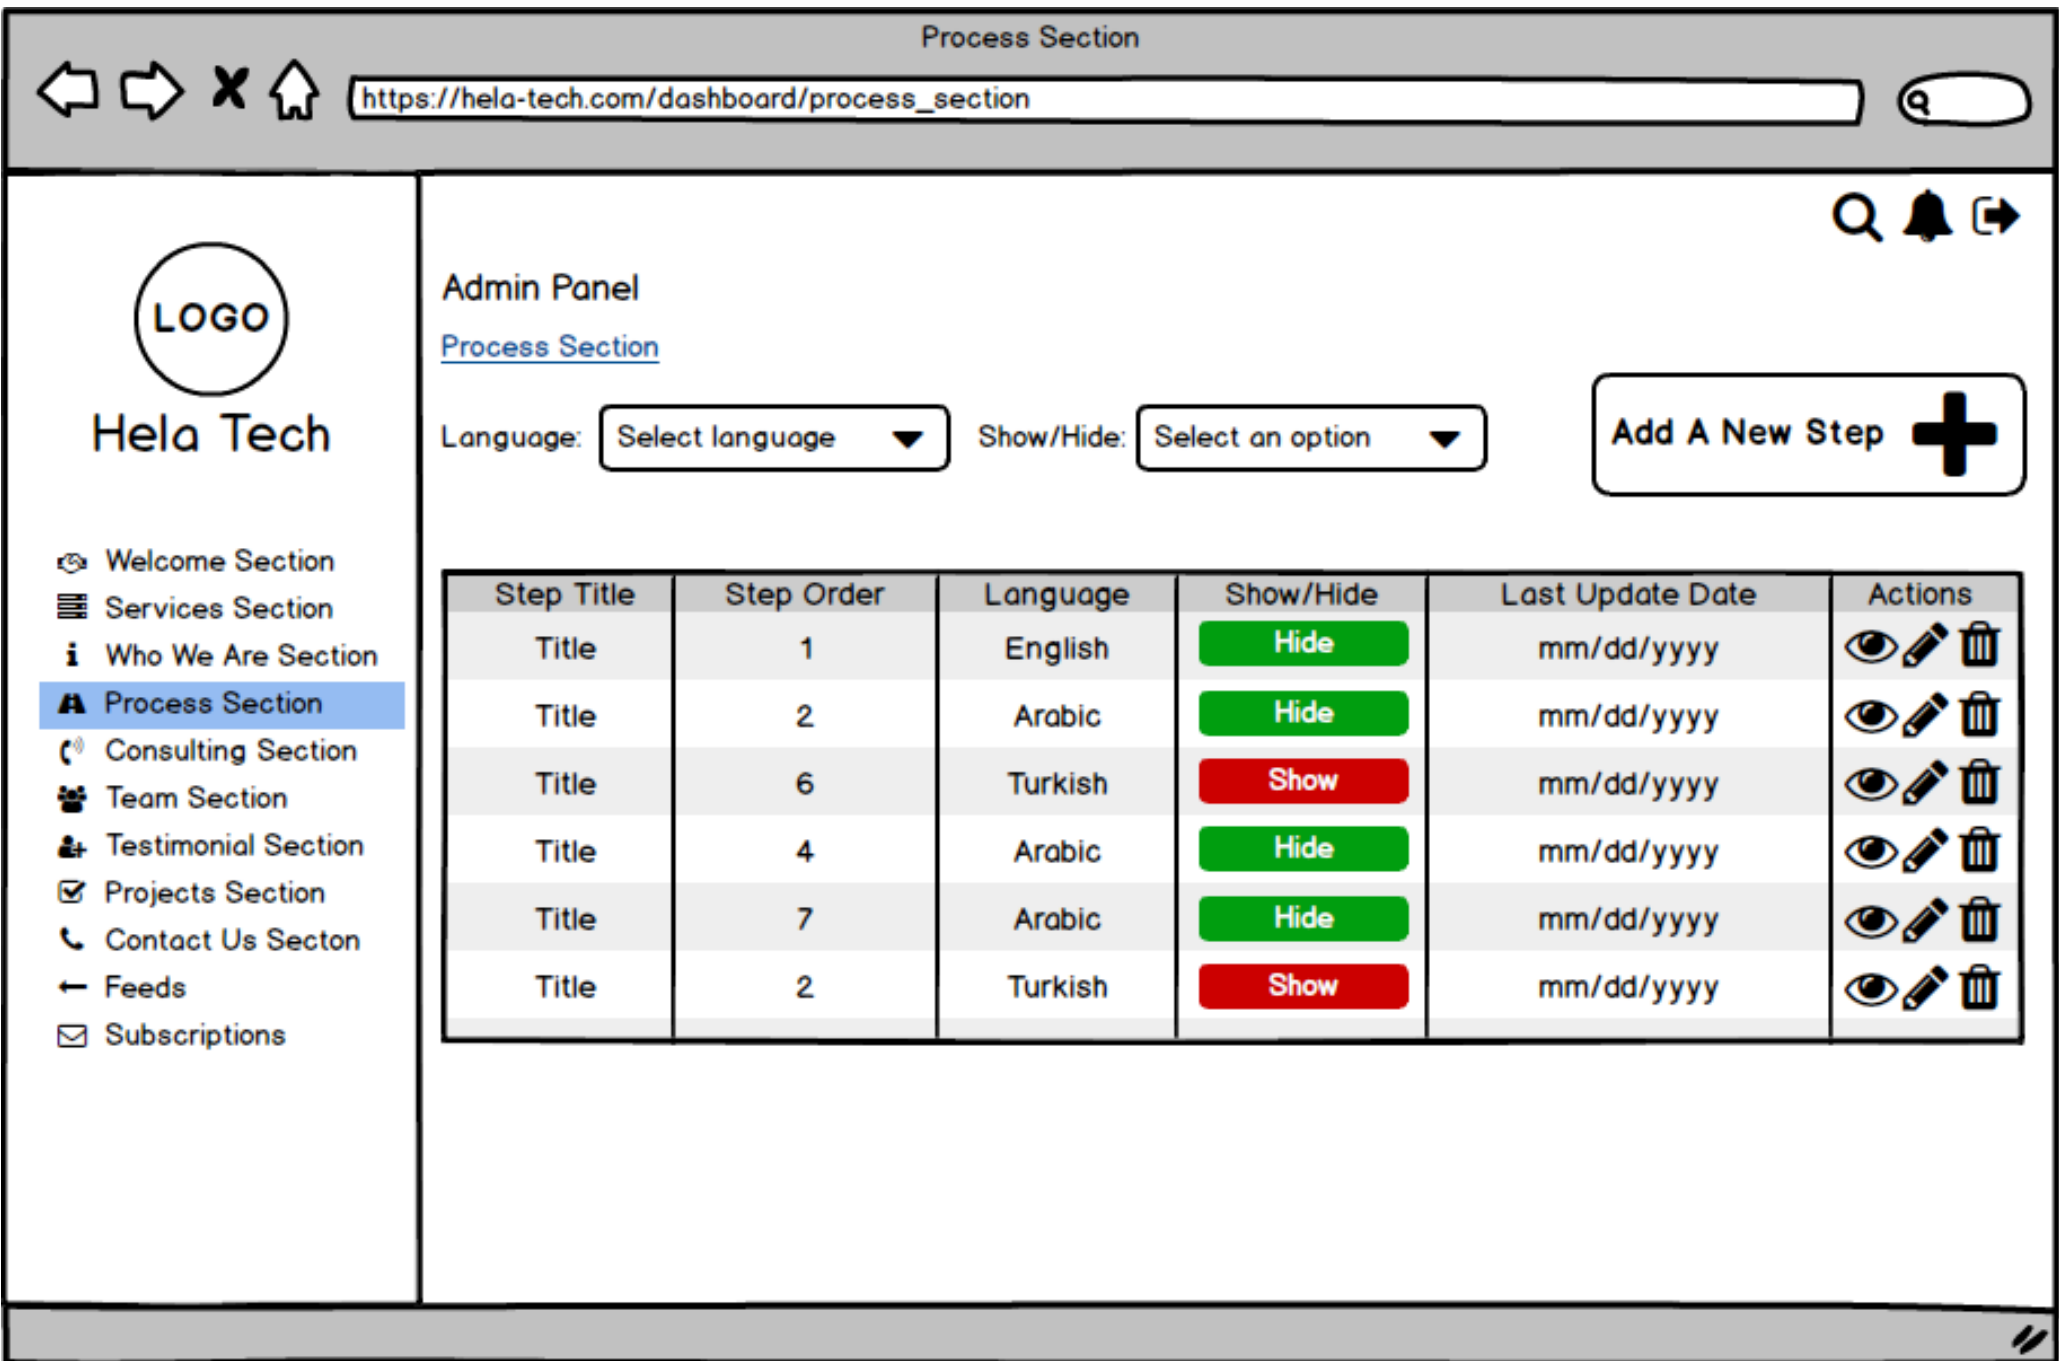 Process Section
https://hela-tech.com/dashboard/process_section
LOGO
Hela Tech
Welcome Section
Services Section
Who We Are Section
Process Section
Consulting Section
Team Section
Testimonial Section
Projects Section
Contact Us Secton
Feeds
Subscriptions
Admin Panel
Process Section
Language: Select language Show/Hide: Select an option
Add A New Step
Step Title Step Order Language Show/Hide Last Update Date Actions
Title 1 English Hide mm/dd/yyyy
Title 2 Arabic Hide mm/dd/yyyy
Title 6 Turkish Show mm/dd/yyyy
Title 4 Arabic Hide mm/dd/yyyy
Title 7 Arabic Hide mm/dd/yyyy
Title 2 Turkish Show mm/dd/yyyy